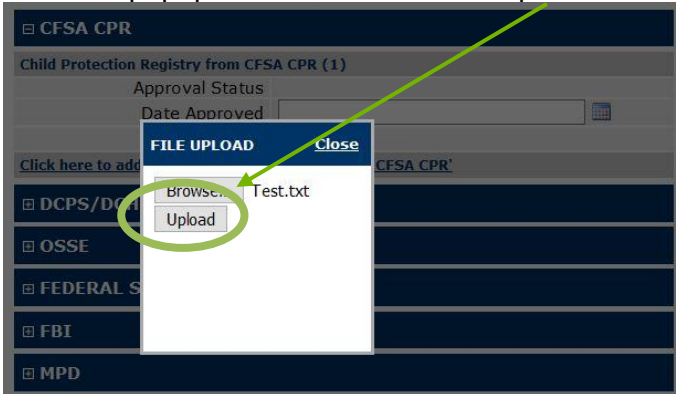 CFSA CPR
Child Protection Registry from CFSA CPR (1)
Approval Status
Date Approved
FILE UPLOAD Close
Click here to add CFSA CPR'
Browse... Test.txt
DCPS/DCH
Upload
OSSE
FEDERAL S
FBI
MPD